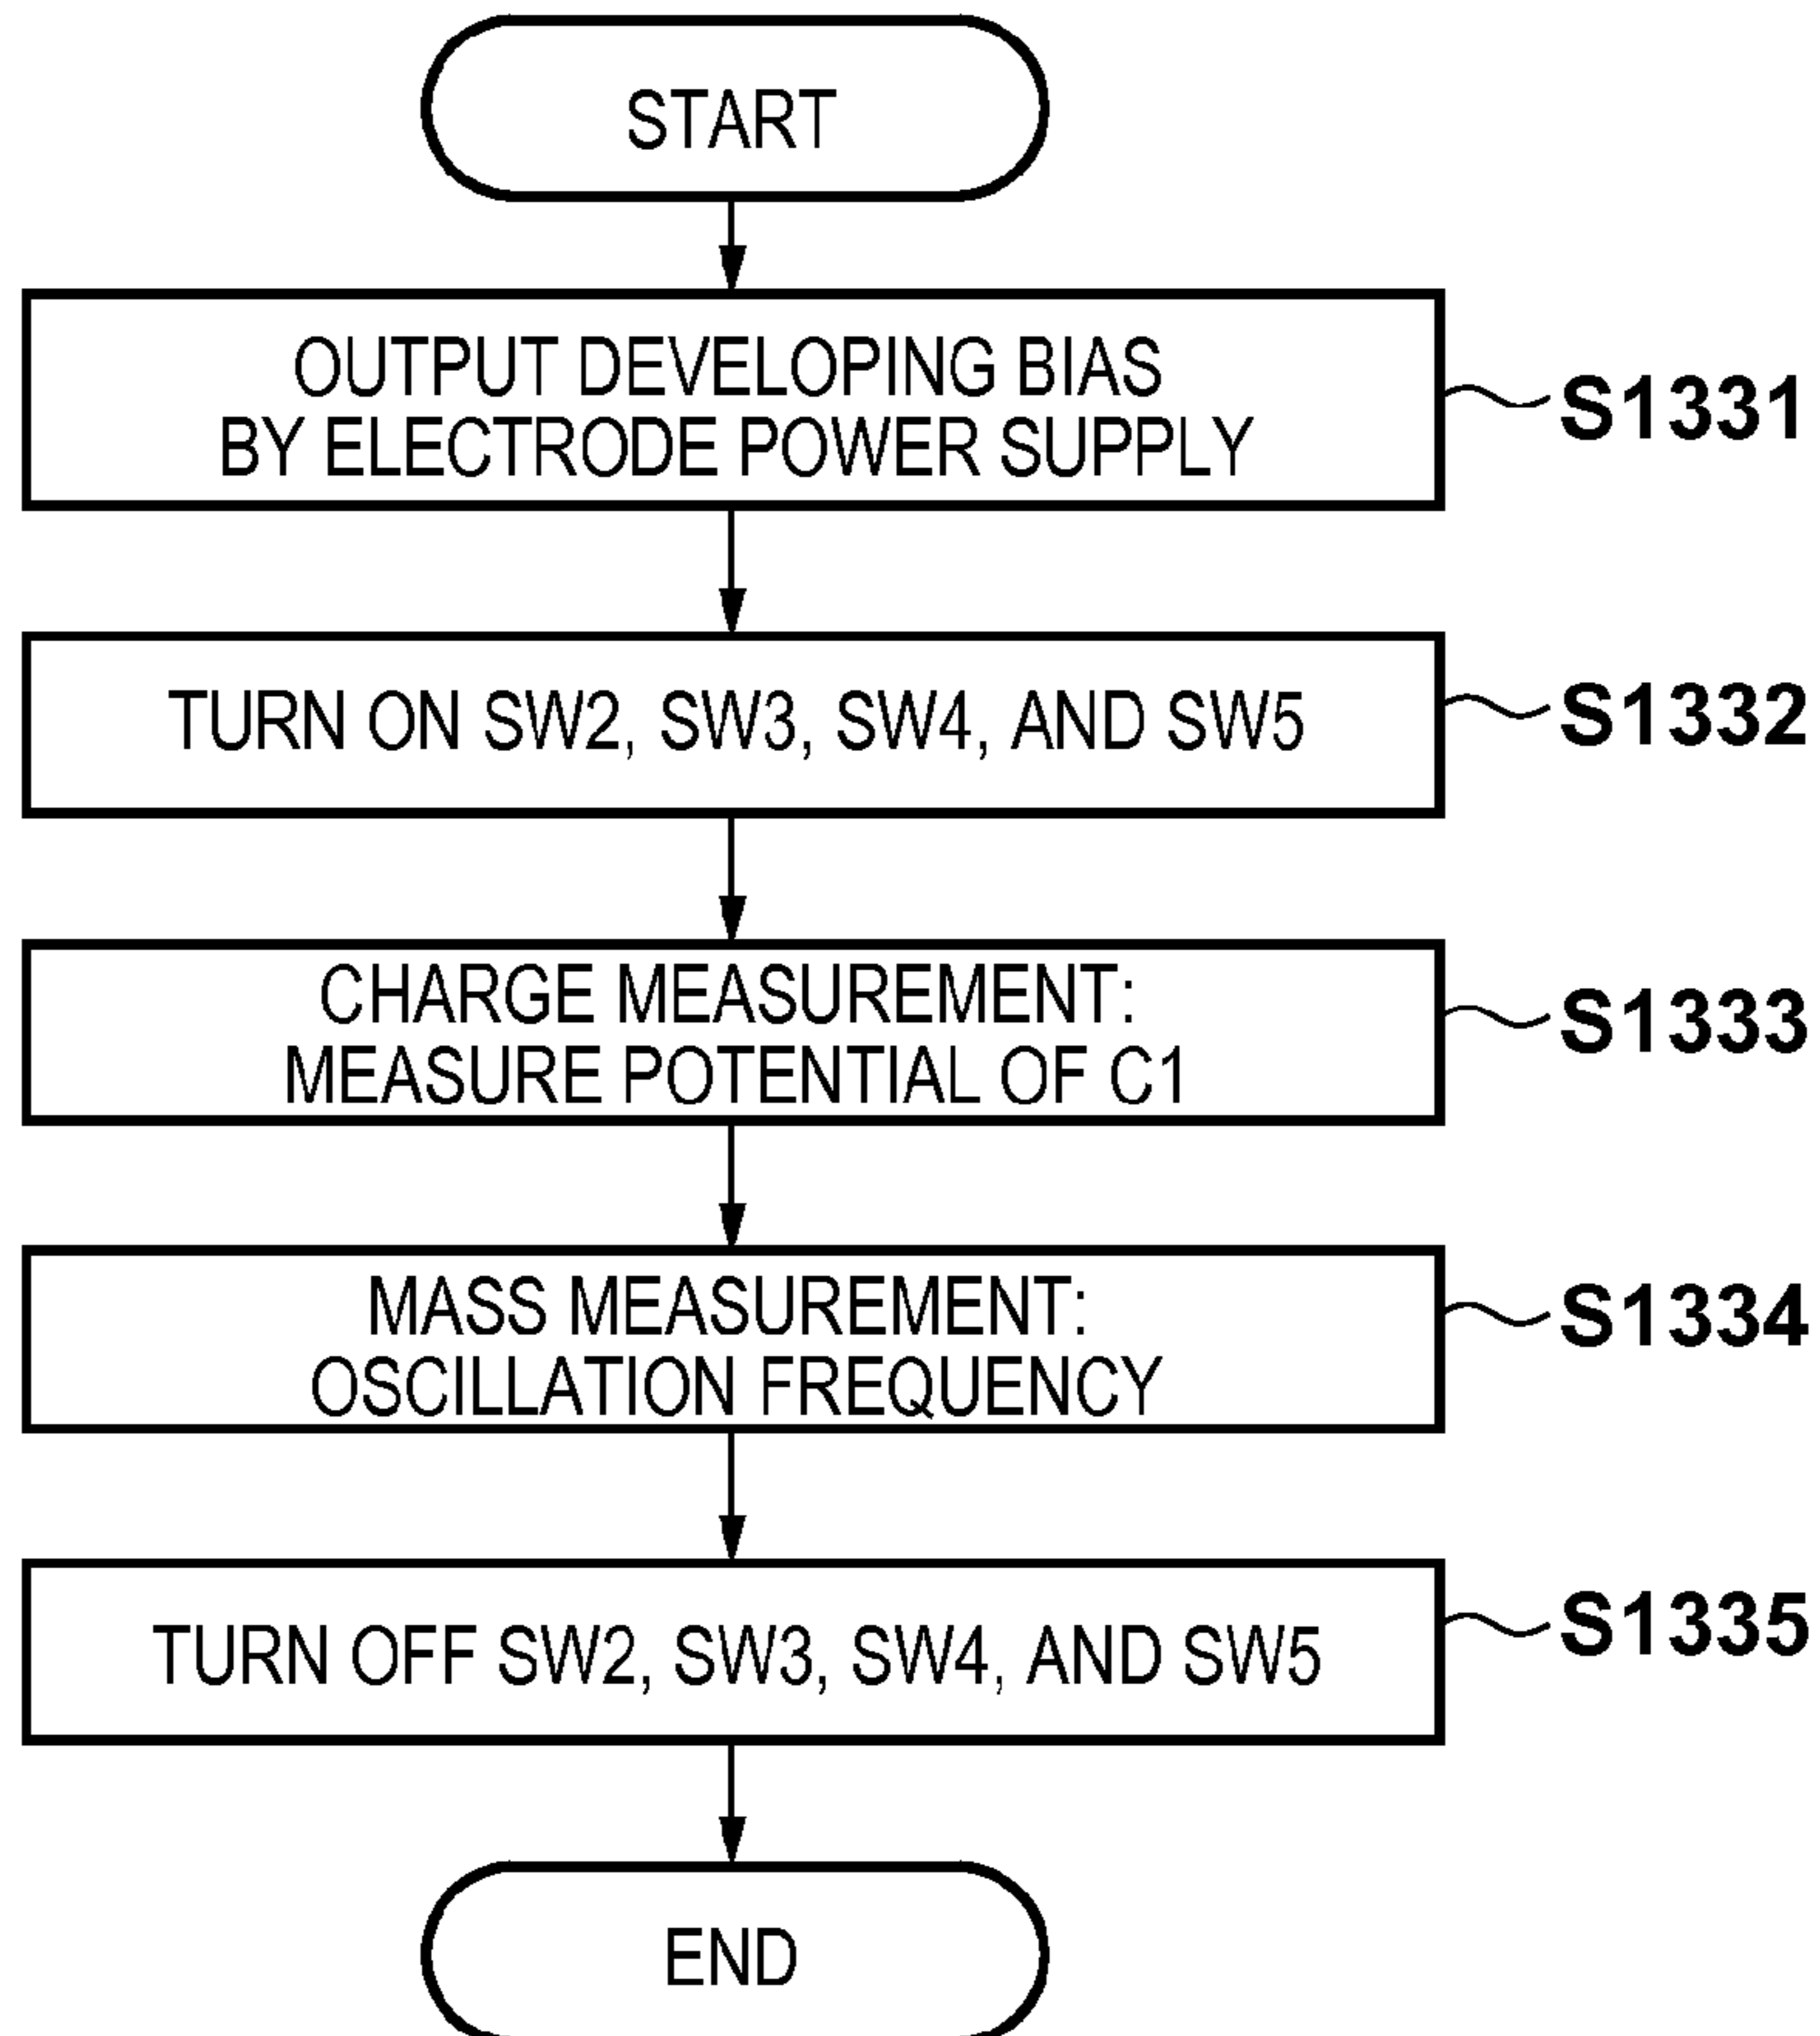 START
OUTPUT DEVELOPING BIAS
BY ELECTRODE POWER SUPPLY
S1331
TURN ON SW2, SW3, SW4, AND SW5
S1332
CHARGE MEASUREMENT:
MEASURE POTENTIAL OF C1
S1333
MASS MEASUREMENT:
OSCILLATION FREQUENCY
S1334
TURN OFF SW2, SW3, SW4, AND SW5
S1335
END